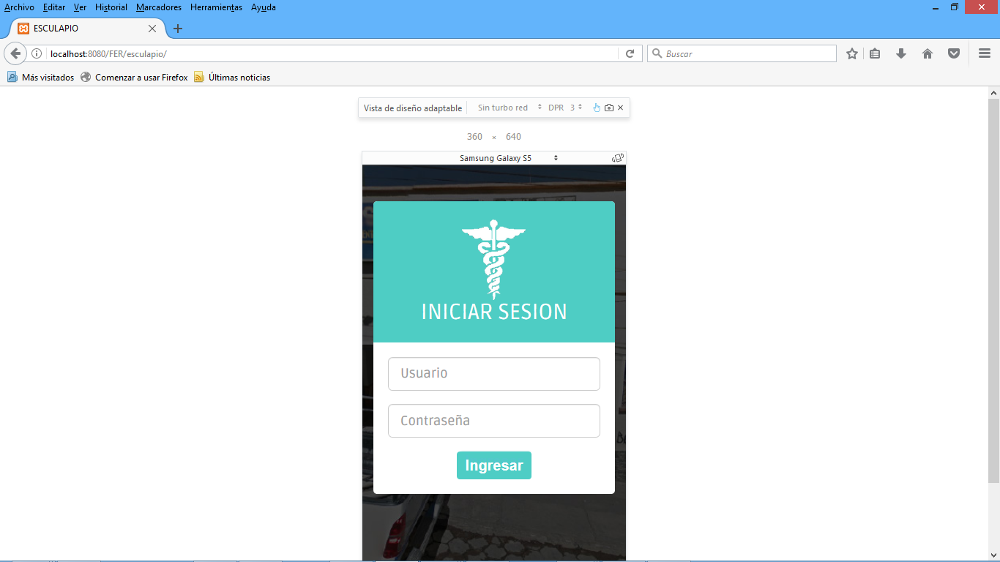 Archivo Editar Ver Historial Marcadores Herramientas Ayuda
ESCULAPIO
localhost:8080/FER/esculapio/
Buscar
Más visitados Comenzar a usar Firefox Últimas noticias
Vista de diseño adaptable Sin turbo red DPR 3
360 × 640
Samsung Galaxy S5
INICIAR SESION
Usuario
Contraseña
Ingresar